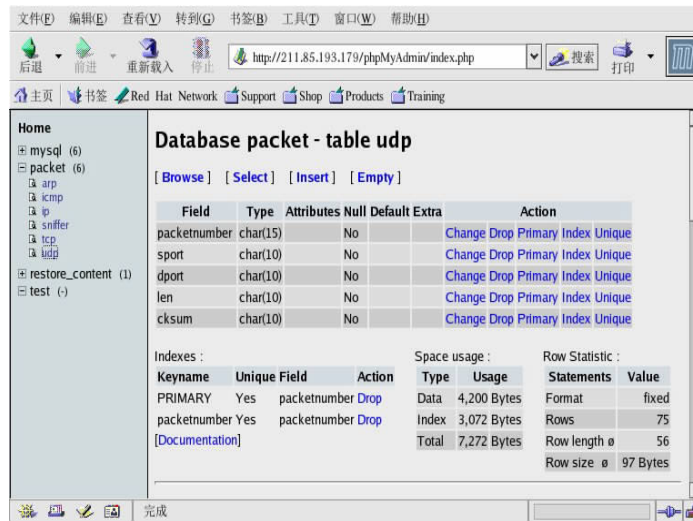 文件(F) 编辑(E) 查看(V) 转到(G) 书签(B) 工具(T) 窗口(W) 帮助(H)
后退 前进 重新载入 停止 http://211.85.193.179/phpMyAdmin/index.php 搜索 打印
主页 书签 Red Hat Network Support Shop Products Training
Home
mysql (6)
packet (6)
arp
icmp
ip
sniffer
tcp
udp
restore_content (1)
test (-)
Database packet - table udp
[ Browse ] [ Select ] [ Insert ] [ Empty ]
Field Type Attributes Null Default Extra Action
packetnumber char(15) No Change Drop Primary Index Unique
sport char(10) No Change Drop Primary Index Unique
dport char(10) No Change Drop Primary Index Unique
len char(10) No Change Drop Primary Index Unique
cksum char(10) No Change Drop Primary Index Unique
Indexes :
Keyname Unique Field Action
PRIMARY Yes packetnumber Drop
packetnumber Yes packetnumber Drop
[Documentation]
Space usage :
Type Usage
Data 4,200 Bytes
Index 3,072 Bytes
Total 7,272 Bytes
Row Statistic :
Statements Value
Format fixed
Rows 75
Row length ø 56
Row size ø 97 Bytes
完成